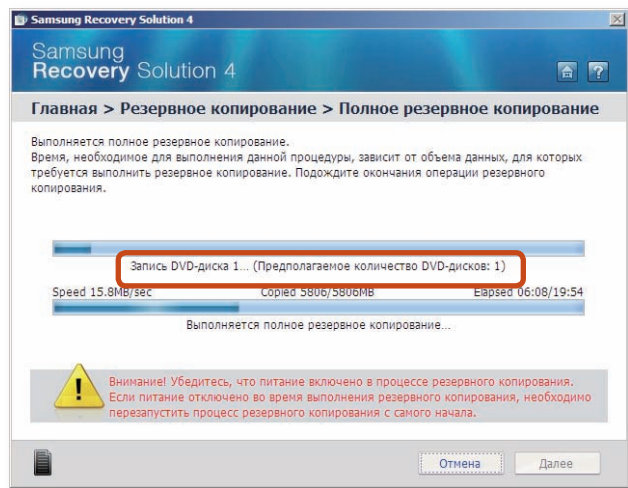 Samsung Recovery Solution 4
Samsung
Recovery Solution 4
Главная > Резервное копирование > Полное резервное копирование
Выполняется полное резервное копирование.
Время, необходимое для выполнения данной процедуры, зависит от объема данных, для которых
требуется выполнить резервное копирование. Подождите окончания операции резервного
копирования.
Запись DVD-диска 1... (Предполагаемое количество DVD-дисков: 1)
Speed 15.8MB/sec Copied 5806/5806MB Elapsed 06:08/19:54
Выполняется полное резервное копирование...
Внимание! Убедитесь, что питание включено в процессе резервного копирования.
Если питание отключено во время выполнения резервного копирования, необходимо
перезапустить процесс резервного копирования с самого начала.
Отмена Далее